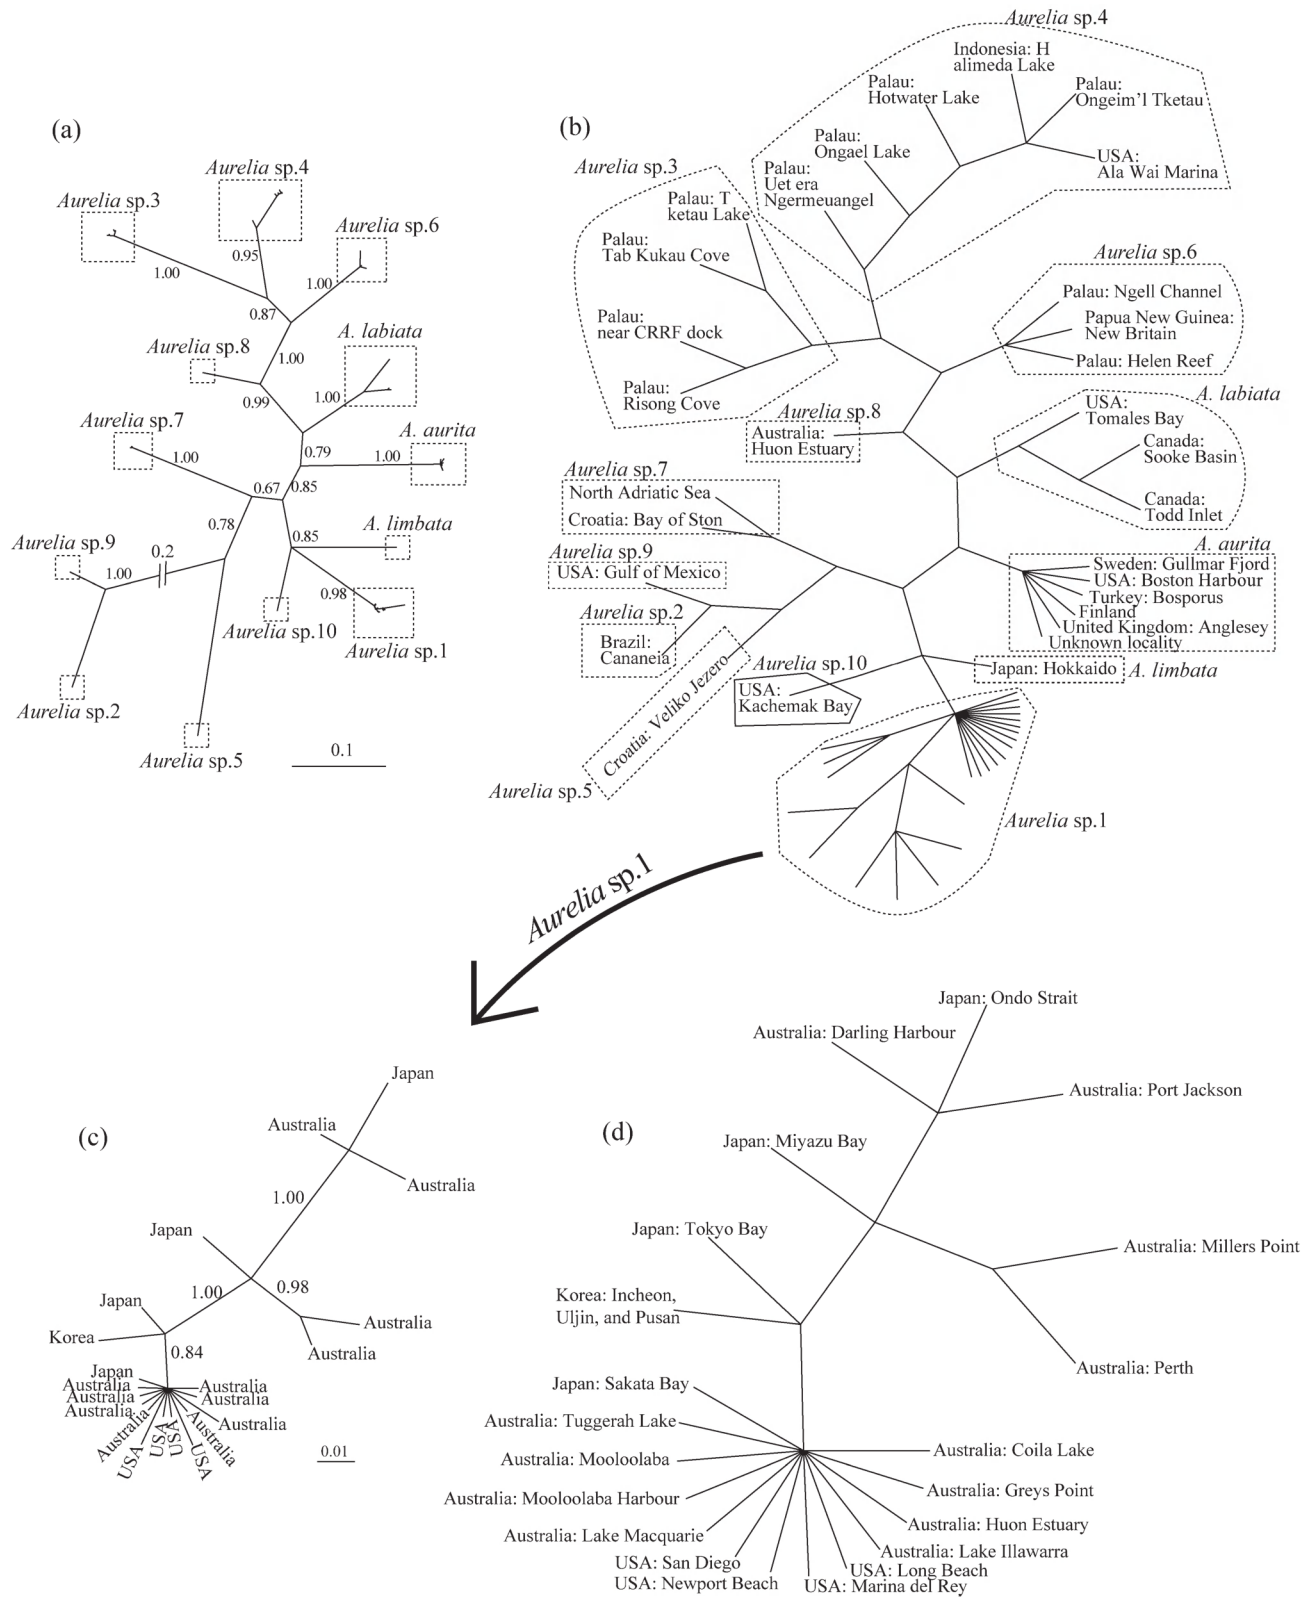 (a)
Aurelia sp.4
Aurelia sp.3
Aurelia sp.6
0.95
1.00
1.00
0.87
A. labiata
Aurelia sp.8
1.00
1.00
0.99
Aurelia sp.7
A. aurita
0.79
1.00
1.00
0.67
0.85
A. limbata
0.78
0.85
Aurelia sp.9
0.2
1.00
0.98
Aurelia sp.10
Aurelia sp.1
Aurelia sp.2
Aurelia sp.5
0.1
(b)
Aurelia sp.4
Indonesia: H
alimeda Lake
Palau:
Hotwater Lake
Palau:
Ongeim'l Tketau
Palau:
Ongael Lake
USA:
Ala Wai Marina
Palau:
Uet era
Ngermeuangel
Aurelia sp.3
Palau: T
ketau Lake
Palau:
Tab Kukau Cove
Palau:
near CRRF dock
Palau:
Risong Cove
Aurelia sp.6
Palau: Ngell Channel
Papua New Guinea:
New Britain
Palau: Helen Reef
A. labiata
USA:
Tomales Bay
Canada:
Sooke Basin
Canada:
Todd Inlet
Aurelia sp.8
Australia:
Huon Estuary
Aurelia sp.7
North Adriatic Sea
Croatia: Bay of Ston
Aurelia sp.9
USA: Gulf of Mexico
Aurelia sp.2
Brazil:
Cananeia
A. aurita
Sweden: Gullmar Fjord
USA: Boston Harbour
Turkey: Bosporus
Finland
United Kingdom: Anglesey
Unknown locality
Japan: Hokkaido
A. limbata
Aurelia sp.10
USA:
Kachemak Bay
Croatia: Veliko Jezero
Aurelia sp.5
Aurelia sp.1
Aurelia sp.1
(c)
Japan
Australia
Australia
1.00
Japan
1.00
0.98
Japan
Korea
Australia
Australia
0.84
Japan
Australia
Australia
Australia
Australia
USA
USA
USA
USA
Australia
Australia
Australia
Australia
0.01
(d)
Japan: Ondo Strait
Australia: Darling Harbour
Australia: Port Jackson
Japan: Miyazu Bay
Japan: Tokyo Bay
Australia: Millers Point
Korea: Incheon,
Uljin, and Pusan
Australia: Perth
Japan: Sakata Bay
Australia: Tuggerah Lake
Australia: Mooloolaba
Australia: Mooloolaba Harbour
Australia: Lake Macquarie
USA: San Diego
USA: Newport Beach
Australia: Coila Lake
Australia: Greys Point
Australia: Huon Estuary
Australia: Lake Illawarra
USA: Long Beach
USA: Marina del Rey